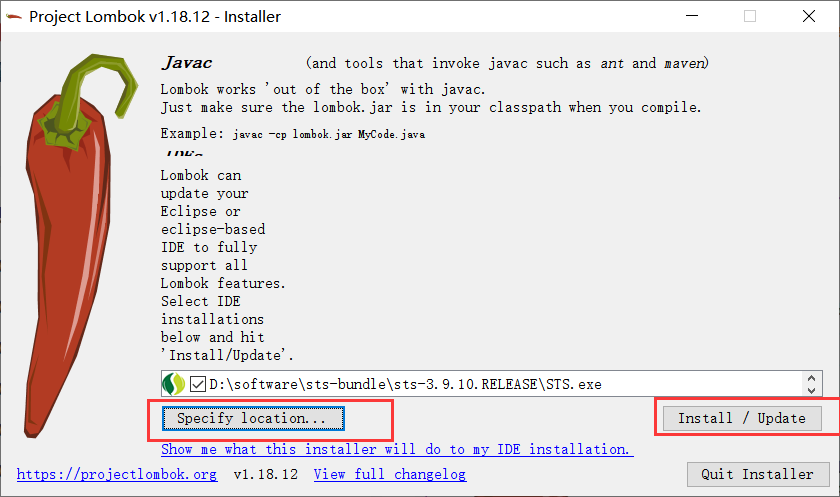 Project Lombok v1.18.12 - Installer
Javac (and tools that invoke javac such as ant and maven)
Lombok works 'out of the box' with javac.
Just make sure the lombok.jar is in your classpath when you compile.
Example: javac -cp lombok.jar MyCode.java
IDEs
Lombok can
update your
Eclipse or
eclipse-based
IDE to fully
support all
Lombok features.
Select IDE
installations
below and hit
'Install/Update'.
D:\software\sts-bundle\sts-3.9.10.RELEASE\STS.exe
Specify location... Install / Update
Show me what this installer will do to my IDE installation.
https://projectlombok.org v1.18.12 View full changelog Quit Installer